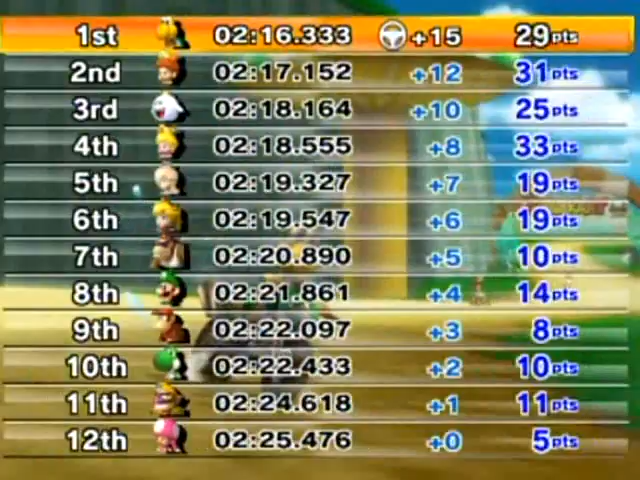 1st 02:16.333 +15 29pts
2nd 02:17.152 +12 31pts
3rd 02:18.164 +10 25pts
4th 02:18.555 +8 33pts
5th 02:19.327 +7 19pts
6th 02:19.547 +6 19pts
7th 02:20.890 +5 10pts
8th 02:21.861 +4 14pts
9th 02:22.097 +3 8pts
10th 02:22.433 +2 10pts
11th 02:24.618 +1 11pts
12th 02:25.476 +0 5pts